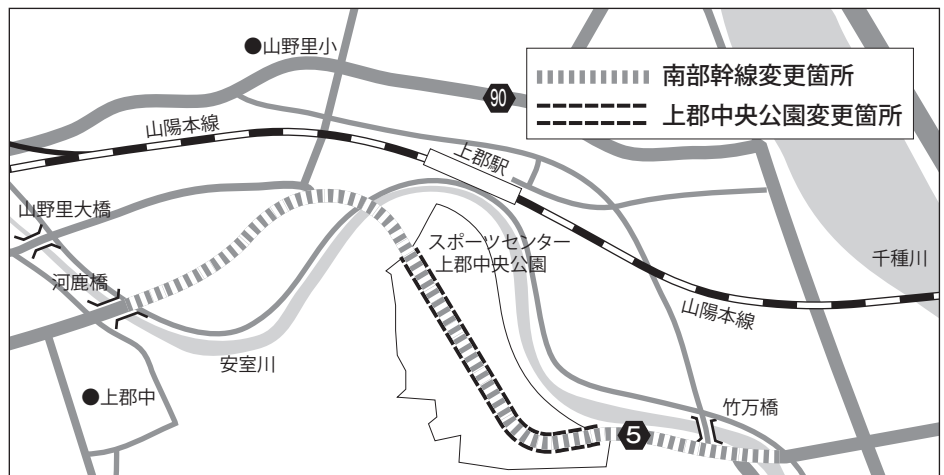 ●山野里小
南部幹線変更箇所
上郡中央公園変更箇所
90
山陽本線
上郡駅
山野里大橋
スポーツセンター
上郡中央公園
千種川
河鹿橋
山陽本線
安室川
●上郡中
竹万橋
5